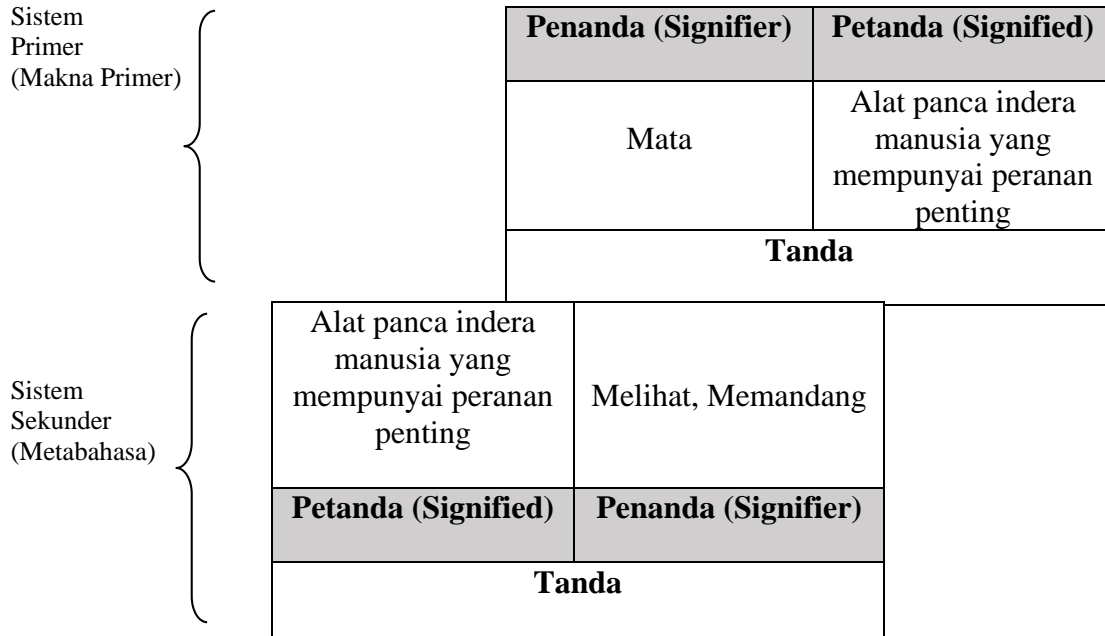 Sistem
Primer
(Makna Primer)
Penanda (Signifier)
Petanda (Signified)
Mata
Alat panca indera
manusia yang
mempunyai peranan
penting
Tanda
Sistem
Sekunder
(Metabahasa)
Alat panca indera
manusia yang
mempunyai peranan
penting
Melihat, Memandang
Petanda (Signified)
Penanda (Signifier)
Tanda